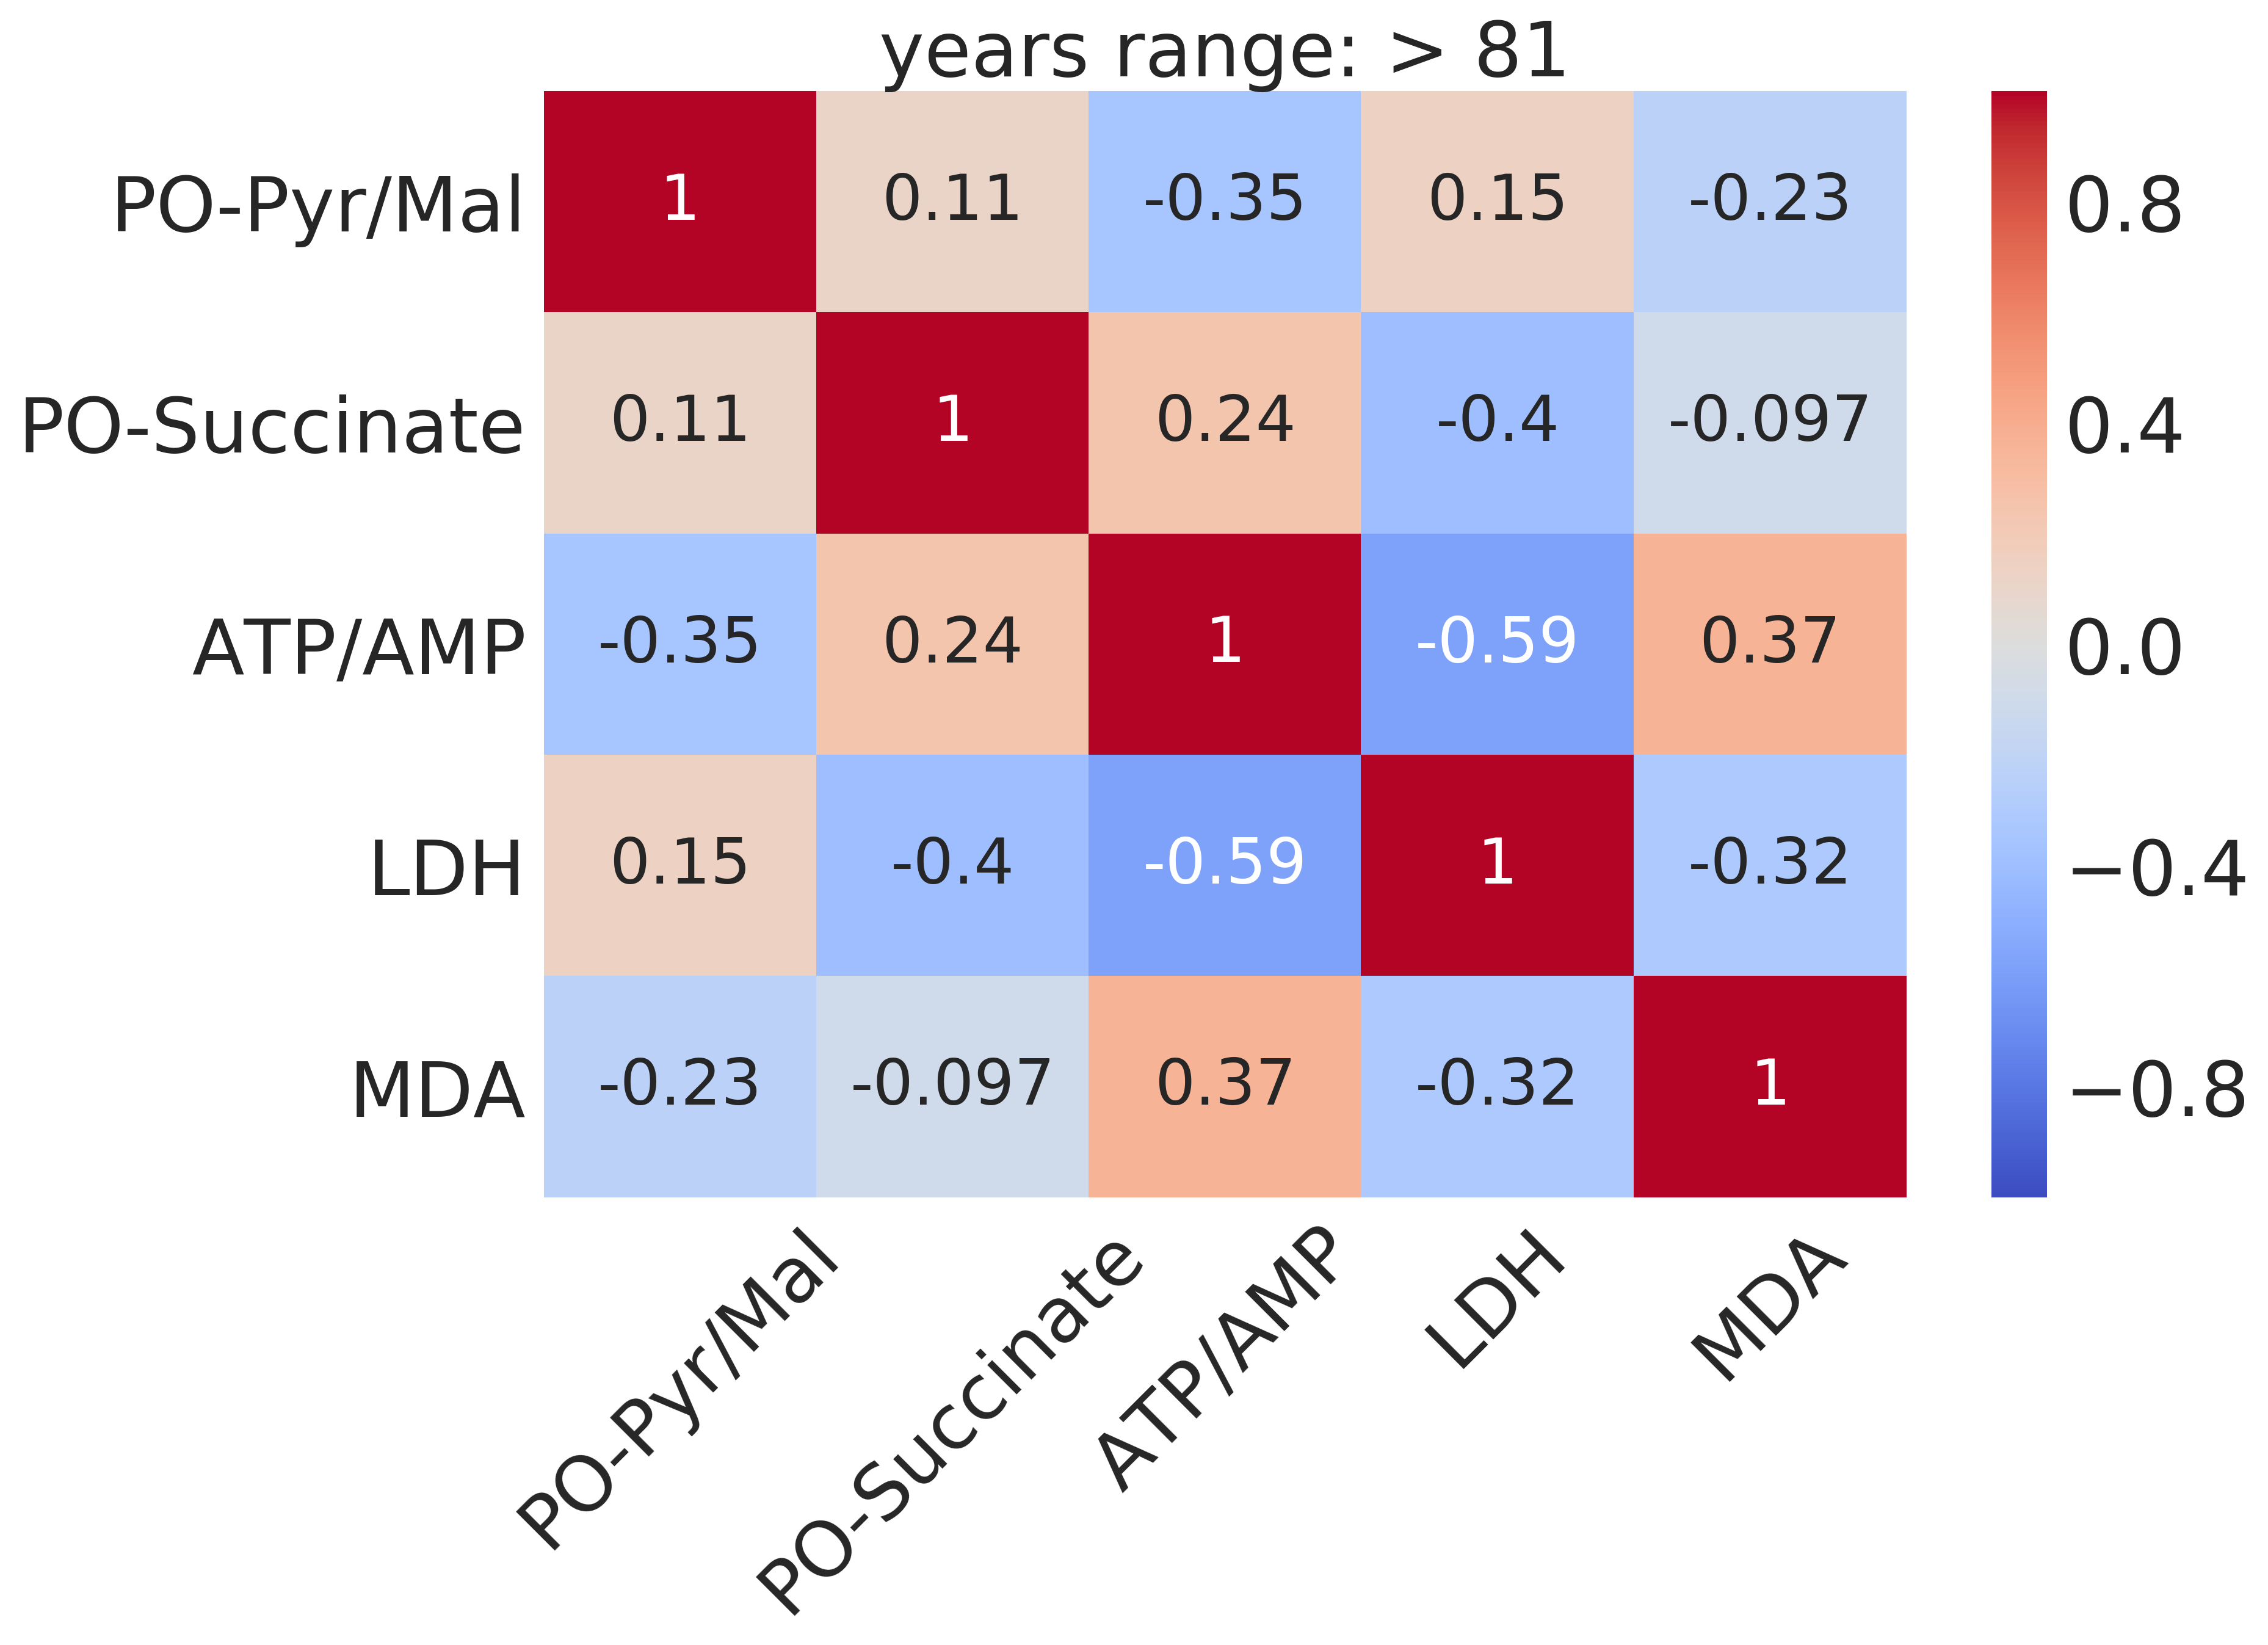 years range: > 81
PO-Pyr/Mal 1 0.11 -0.35 0.15 -0.23 0.8
PO-Succinate 0.11 1 0.24 -0.4 -0.097 0.4
ATP/AMP -0.35 0.24 1 -0.59 0.37 0.0
LDH 0.15 -0.4 -0.59 1 -0.32 −0.4
MDA -0.23 -0.097 0.37 -0.32 1 −0.8
PO-Pyr/Mal PO-Succinate ATP/AMP LDH MDA